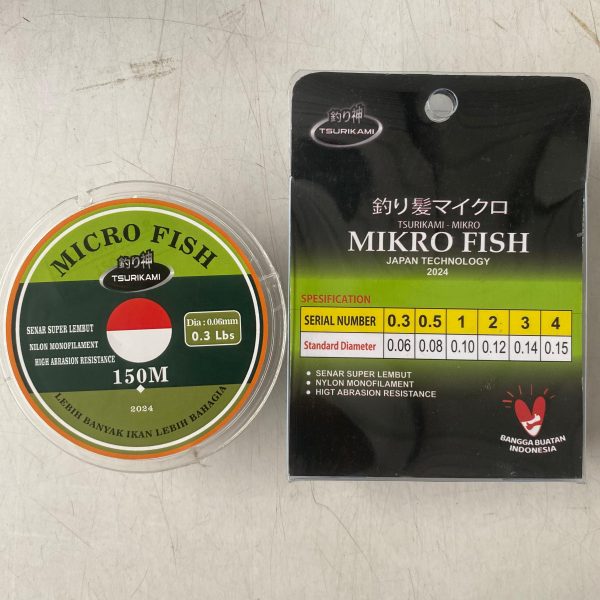 MICRO FISH
釣り神
TSURIKAMI
SENAR SUPER LEMBUT
NILON MONOFILAMENT
HIGH ABRASION RESISTANCE
Dia : 0.06mm
0.3 Lbs
150M
2024
LEBIH BANYAK IKAN LEBIH BAHAGIA
釣り神
TSURIKAMI
釣り髪マイクロ
TSURIKAMI - MIKRO
MIKRO FISH
JAPAN TECHNOLOGY
2024
SPESIFICATION
SERIAL NUMBER 0.3 0.5 1 2 3 4
Standard Diameter 0.06 0.08 0.10 0.12 0.14 0.15
• SENAR SUPER LEMBUT
• NYLON MONOFILAMENT
• HIGT ABRASION RESISTANCE
BANGGA BUATAN
INDONESIA